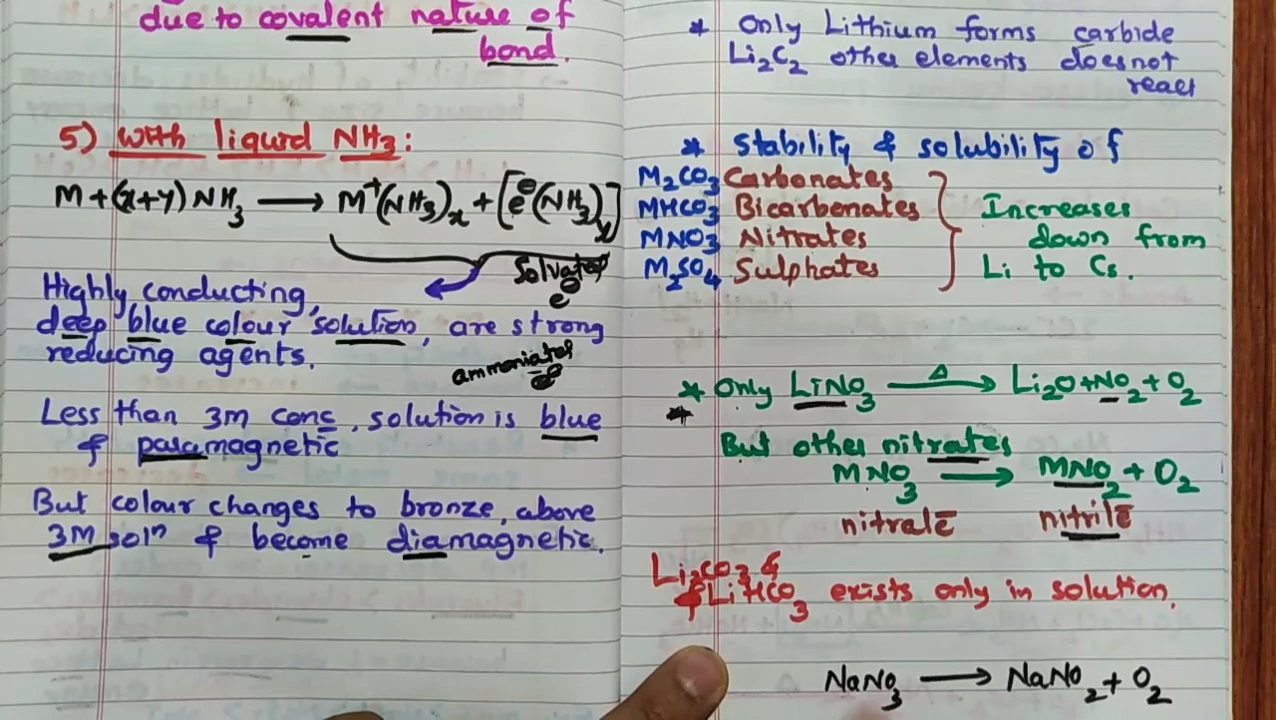 due to covalent nature of
bond.
5) With liquid NH3:
M + (x+y) NH3 ⟶ M⁺(NH3)x + [e⊖(NH3)y]
Solvated
e⊖
Highly conducting,
deep blue colour solution, are strong
reducing agents.
ammoniated
e⊖
Less than 3M conc, solution is blue
& paramagnetic
But colour changes to bronze, above
3M solⁿ & become diamagnetic.
* Only Lithium forms carbide
Li2C2 other elements does not
react
* Stability & solubility of
M2CO3 Carbonates
MHCO3 Bicarbonates
MNO3 Nitrates
M2SO4 Sulphates
Increases
down from
Li to Cs.
* Only LiNO3 —Δ→ Li2O + NO2 + O2
But other nitrates
MNO3 ⟶ MNO2 + O2
nitrate nitrite
Li2CO3 &
& LiHCO3 exists only in solution.
NaNO3 ⟶ NaNO2 + O2